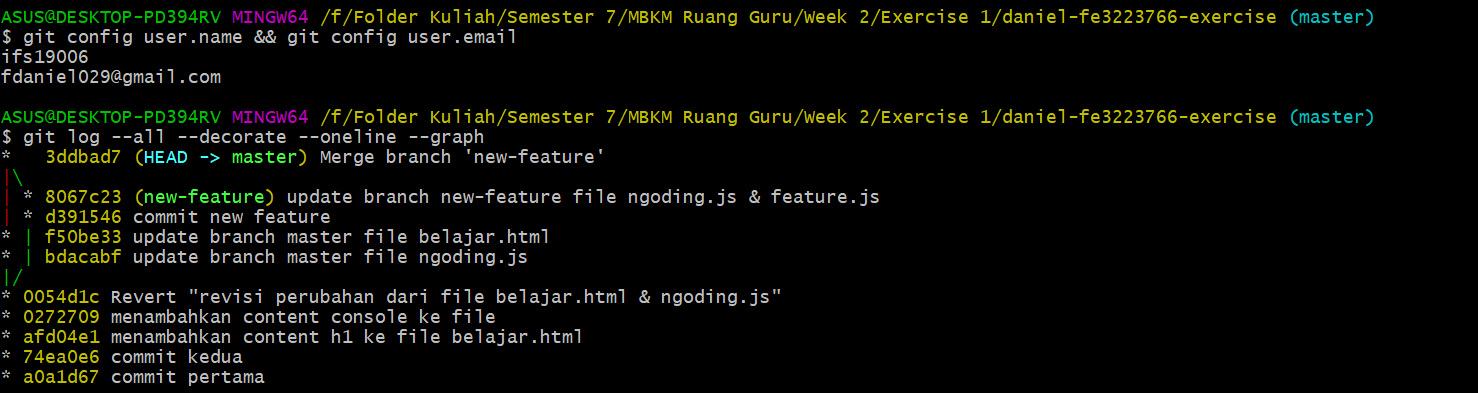 ASUS@DESKTOP-PD394RV MINGW64 /f/Folder Kuliah/Semester 7/MBKM Ruang Guru/Week 2/Exercise 1/daniel-fe3223766-exercise (master)
$ git config user.name && git config user.email
ifs19006
fdaniel029@gmail.com
ASUS@DESKTOP-PD394RV MINGW64 /f/Folder Kuliah/Semester 7/MBKM Ruang Guru/Week 2/Exercise 1/daniel-fe3223766-exercise (master)
$ git log --all --decorate --oneline --graph
*   3ddbad7 (HEAD -> master) Merge branch 'new-feature'
|\
| * 8067c23 (new-feature) update branch new-feature file ngoding.js & feature.js
| * d391546 commit new feature
* | f50be33 update branch master file belajar.html
* | bdacabf update branch master file ngoding.js
|/
* 0054d1c Revert "revisi perubahan dari file belajar.html & ngoding.js"
* 0272709 menambahkan content console ke file
* afd04e1 menambahkan content h1 ke file belajar.html
* 74ea0e6 commit kedua
* a0a1d67 commit pertama